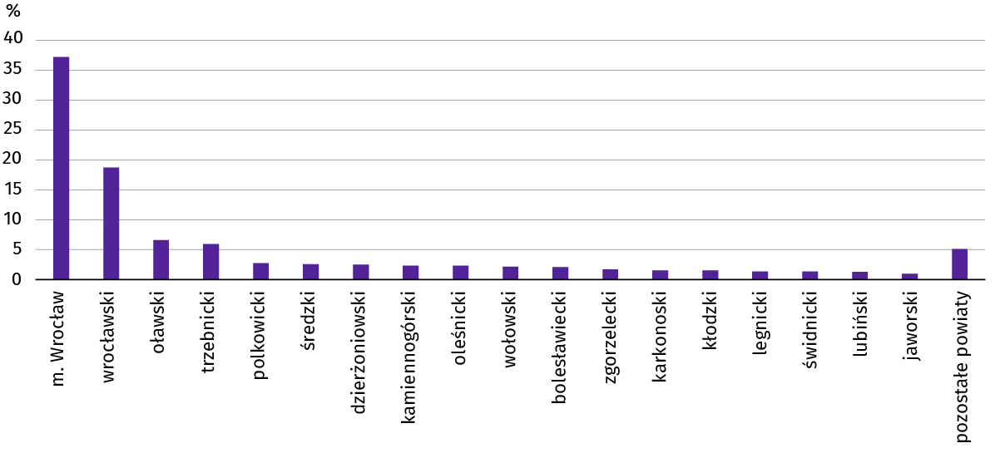 %
40
35
30
25
20
15
10
5
0
m. Wrocław
wrocławski
oławski
trzebnicki
polkowicki
średzki
dzierżoniowski
kamiennogórski
oleśnicki
wołowski
bolesławiecki
zgorzelecki
karkonoski
kłodzki
legnicki
świdnicki
lubiński
jaworski
pozostałe powiaty